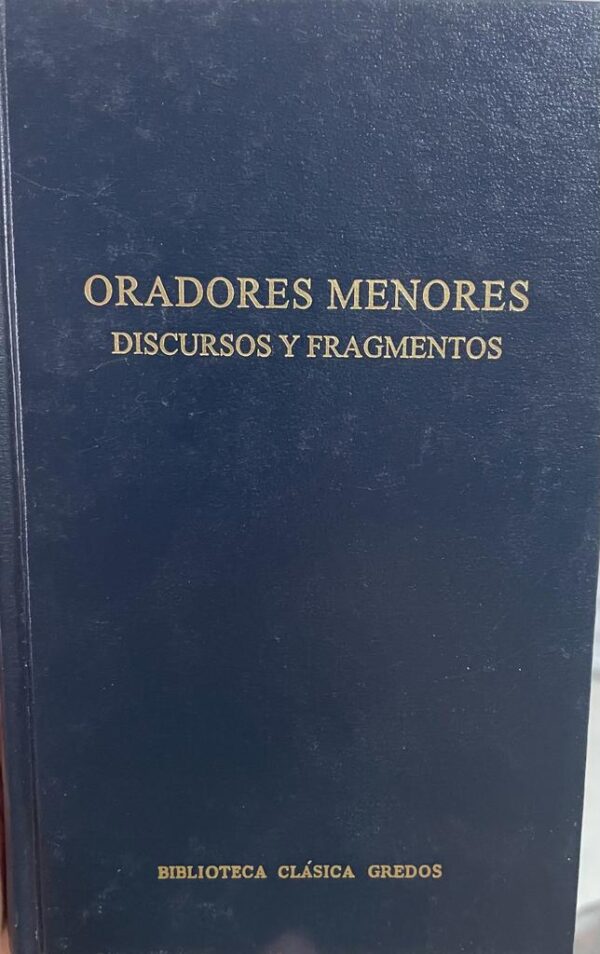 ORADORES MENORES
DISCURSOS Y FRAGMENTOS
BIBLIOTECA CLÁSICA GREDOS